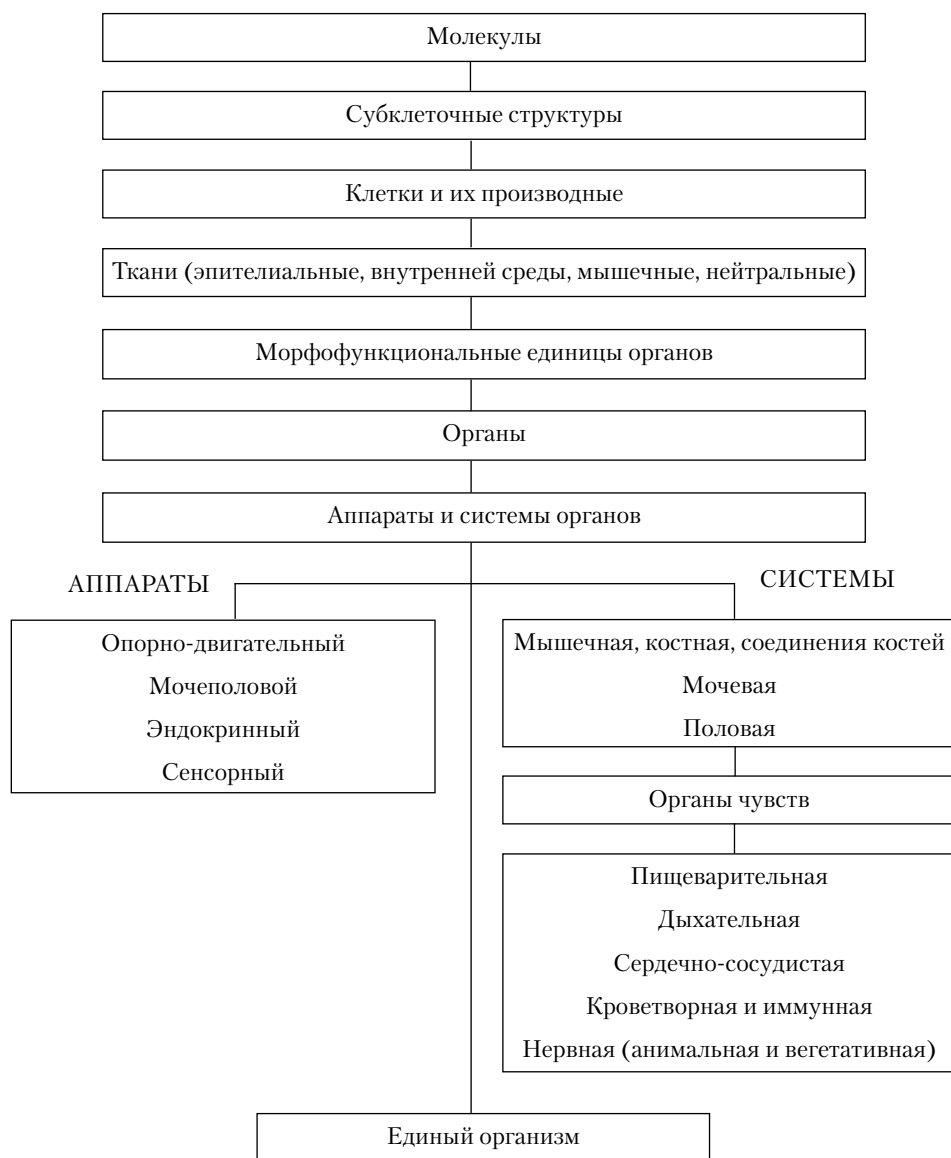 Молекулы
Субклеточные структуры
Клетки и их производные
Ткани (эпителиальные, внутренней среды, мышечные, нейтральные)
Морфофункциональные единицы органов
Органы
Аппараты и системы органов
АППАРАТЫ
Опорно-двигательный
Мочеполовой
Эндокринный
Сенсорный
СИСТЕМЫ
Мышечная, костная, соединения костей
Мочевая
Половая
Органы чувств
Пищеварительная
Дыхательная
Сердечно-сосудистая
Кроветворная и иммунная
Нервная (анимальная и вегетативная)
Единый организм